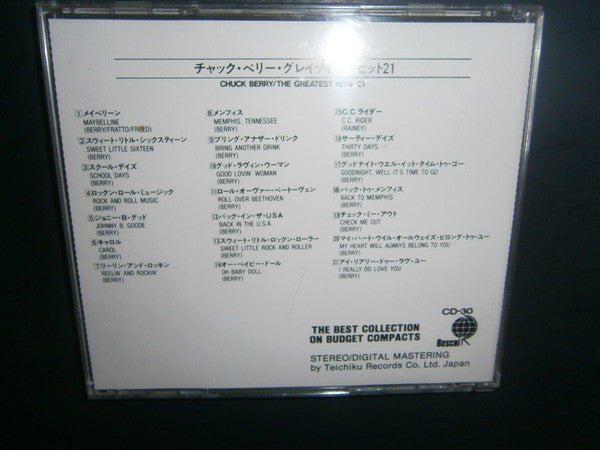 チャック・ベリー・グレイテスト・ヒット21
CHUCK BERRY/THE GREATEST HITS '21
1 メイベリーン
MAYBELLINE
(BERRY/FRATTO/FREED)
2 スウィート・リトル・シックスティーン
SWEET LITTLE SIXTEEN
(BERRY)
3 スクール・デイズ
SCHOOL DAYS
(BERRY)
4 ロックン・ロール・ミュージック
ROCK AND ROLL MUSIC
(BERRY)
5 ジョニー・B・グッド
JOHNNY B. GOODE
(BERRY)
6 キャロル
CAROL
(BERRY)
7 リーリン・アンド・ロッキン
REELIN' AND ROCKIN'
(BERRY)
8 メンフィス
MEMPHIS, TENNESSEE
(BERRY)
9 ブリング・アナザー・ドリンク
BRING ANOTHER DRINK
(BERRY)
10 グッド・ラヴィン・ウーマン
GOOD LOVIN' WOMAN
(BERRY)
11 ロール・オーヴァー・ベートーヴェン
ROLL OVER BEETHOVEN
(BERRY)
12 バック・イン・ザ・USA
BACK IN THE U.S.A.
(BERRY)
13 スウィート・リトル・ロックン・ローラー
SWEET LITTLE ROCK AND ROLLER
(BERRY)
14 オー・ベイビー・ドール
OH BABY DOLL
(BERRY)
15 C.C.ライダー
C.C. RIDER
(RAINEY)
16 サーティー・デイズ
THIRTY DAYS
(BERRY)
17 グッドナイト・ウエル・イット・タイム・トゥ・ゴー
GOODNIGHT, WELL IT'S TIME TO GO
(BERRY)
18 バック・トゥ・メンフィス
BACK TO MEMPHIS
(BERRY)
19 チェック・ミー・アウト
CHECK ME OUT
(BERRY)
20 マイ・ハート・ウイル・オールウェイズ・ビロング・トゥ・ユー
MY HEART WILL ALWAYS BELONG TO YOU
(BERRY)
21 アイ・リアリー・ドゥー・ラヴ・ユー
I REALLY DO LOVE YOU
(BERRY)
CD-30
THE BEST COLLECTION
ON BUDGET COMPACTS
STEREO/DIGITAL MASTERING
by Teichiku Records Co. Ltd. Japan